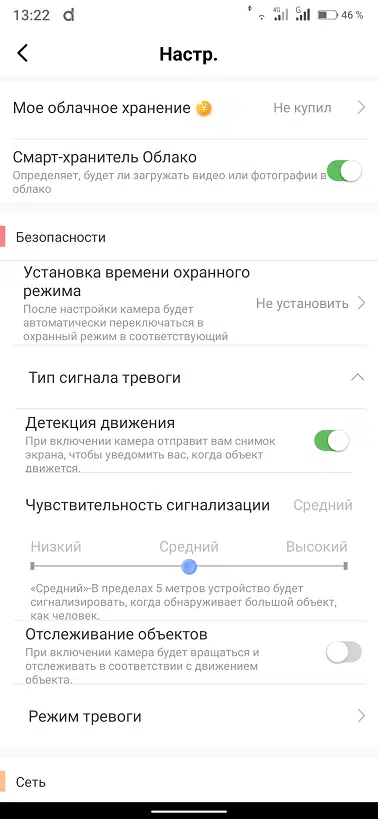 13:22 d 4G G 46 %
Настр.
Мое облачное хранение ¥ Не купил
Смарт-хранитель Облако
Определяет, будет ли загружать видео или фотографии в
облако
Безопасности
Установка времени охранного
режима
Не установить
После настройки камера будет
автоматически переключаться в
охранный режим в соответствующий
Тип сигнала тревоги
Детекция движения
При включении камера отправит вам снимок
экрана, чтобы уведомить вас, когда объект
движется.
Чувствительность сигнализации Средний
Низкий Средний Высокий
«Средний»-В пределах 5 метров устройство будет
сигнализировать, когда обнаруживает большой объект,
как человек.
Отслеживание объектов
При включении камера будет вращаться и
отслеживать в соответствии с движением
объекта.
Режим тревоги
Сеть